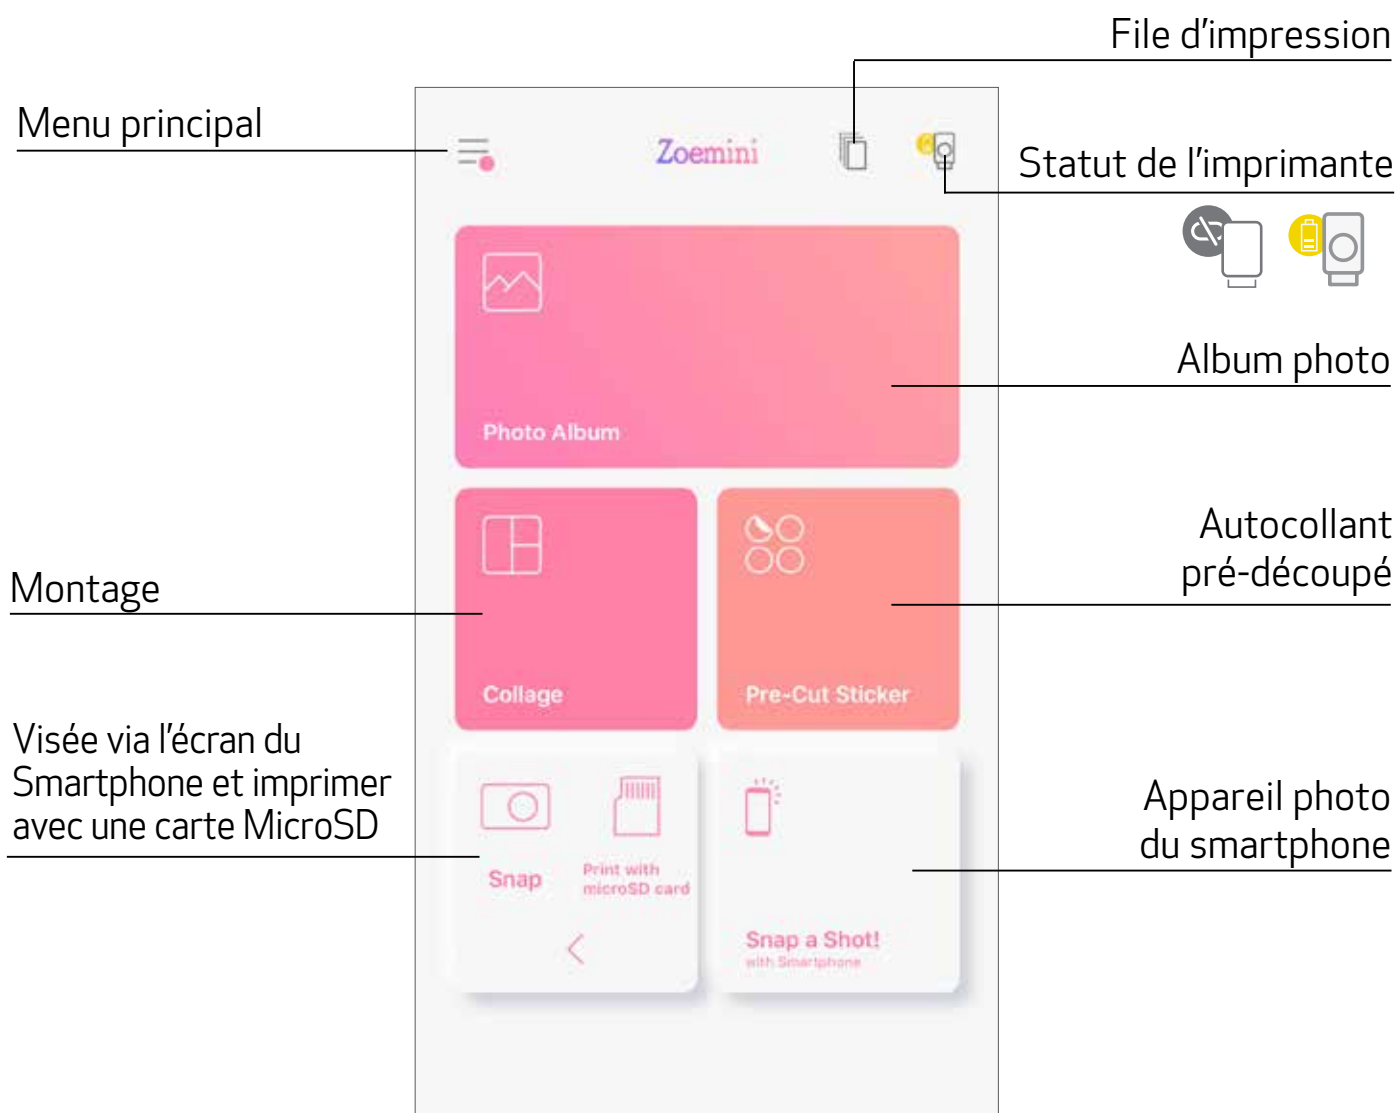 File d'impression
Menu principal
Zoemini
Statut de l'imprimante
Album photo
Photo Album
Autocollant
pré-découpé
Montage
Collage
Pre-Cut Sticker
Visée via l'écran du
Smartphone et imprimer
avec une carte MicroSD
Appareil photo
du smartphone
Snap
Print with
microSD card
Snap a Shot!
with Smartphone